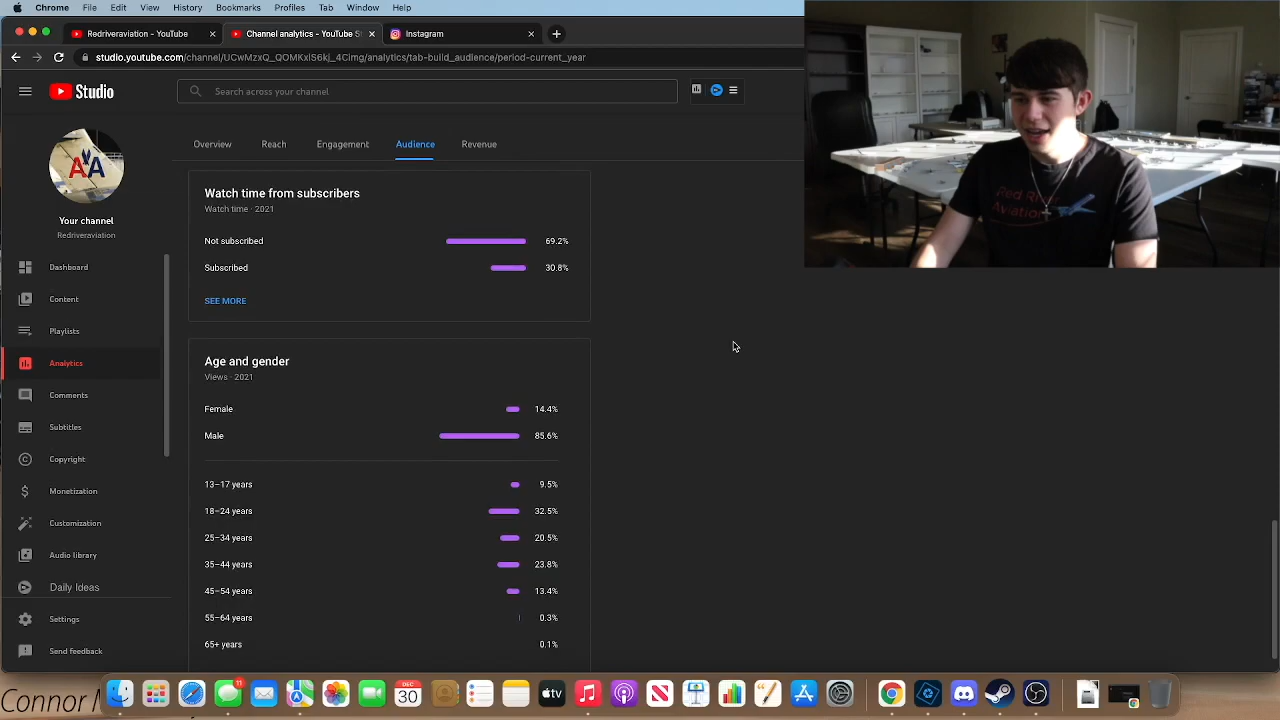 Chrome File Edit View History Bookmarks Profiles Tab Window Help
Redriveraviation - YouTube
Channel analytics - YouTube S
Instagram
studio.youtube.com/channel/UCwMzxQ_QOMKxiS6kj_4Cimg/analytics/tab-build_audience/period-current_year
Studio
Search across your channel
AA
Your channel
Redriveraviation
Dashboard
Content
Playlists
Analytics
Comments
Subtitles
Copyright
Monetization
Customization
Audio library
Daily Ideas
Settings
Send feedback
Overview Reach Engagement Audience Revenue
Watch time from subscribers
Watch time · 2021
Not subscribed 69.2%
Subscribed 30.8%
SEE MORE
Age and gender
Views · 2021
Female 14.4%
Male 85.6%
13–17 years 9.5%
18–24 years 32.5%
25–34 years 20.5%
35–44 years 23.8%
45–54 years 13.4%
55–64 years 0.3%
65+ years 0.1%
Red River
Aviation
Connor M
11
DEC
30
tv